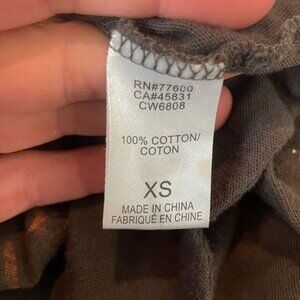 RN#77600
CA#45831
CW6808
100% COTTON/
COTON
XS
MADE IN CHINA
FABRIQUÉ EN CHINE